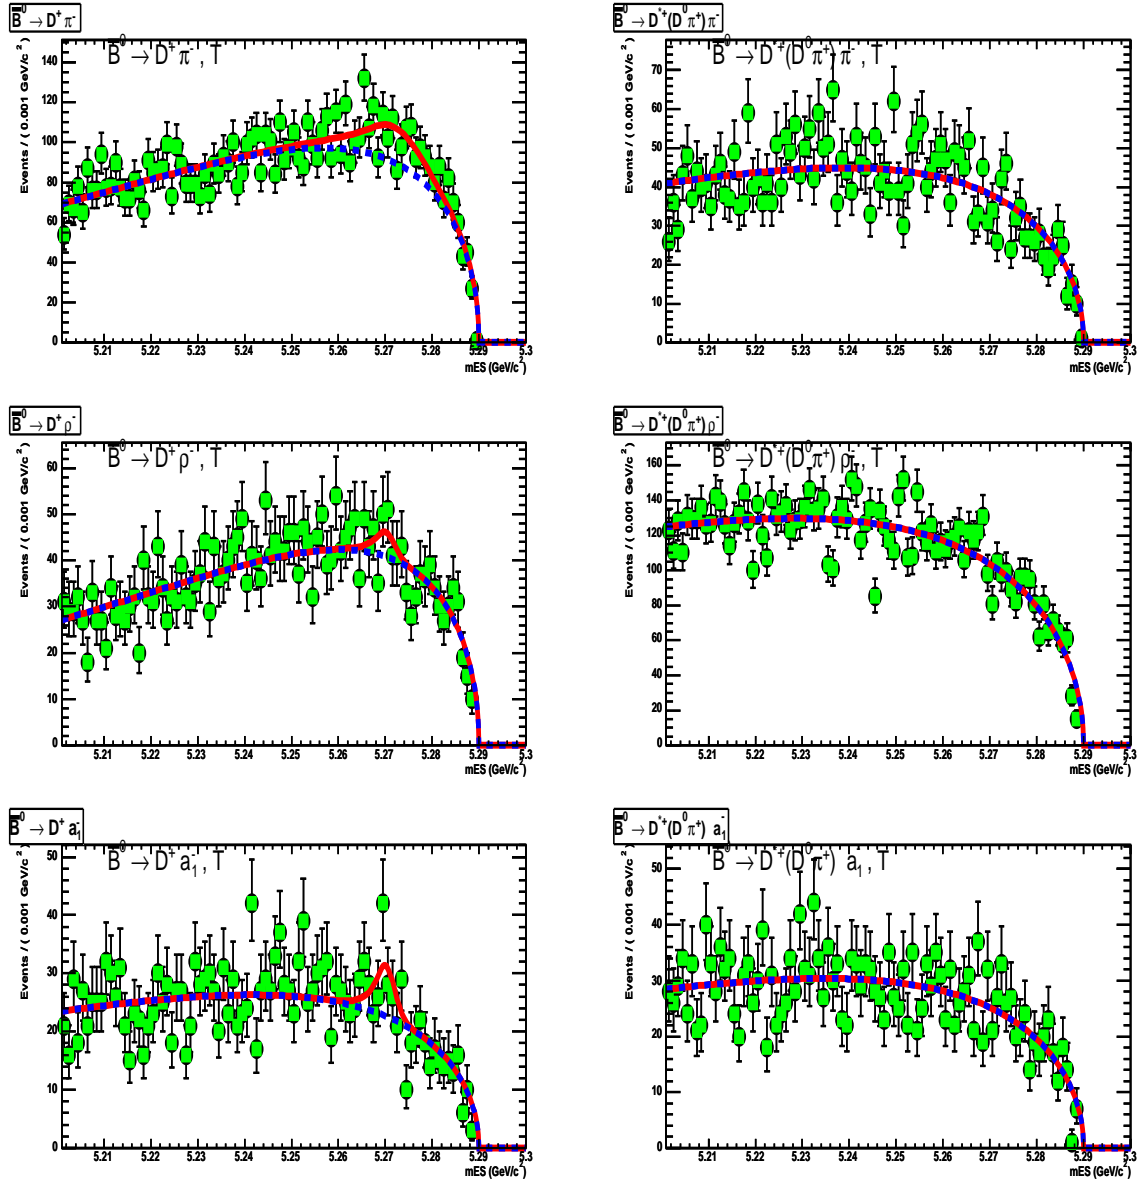 B̅⁰ → D⁺ π⁻
B̅⁰ → D⁺ π⁻, T
Events / ( 0.001 GeV/c² )
140
120
100
80
60
40
20
0
5.21 5.22 5.23 5.24 5.25 5.26 5.27 5.28 5.29 5.3
mES (GeV/c²)
B̅⁰ → D*⁺(D⁰π⁺) π⁻
B̅⁰ → D*⁺(D⁰π⁺) π⁻, T
Events / ( 0.001 GeV/c² )
70
60
50
40
30
20
10
0
5.21 5.22 5.23 5.24 5.25 5.26 5.27 5.28 5.29 5.3
mES (GeV/c²)
B̅⁰ → D⁺ ρ⁻
B̅⁰ → D⁺ ρ⁻, T
Events / ( 0.001 GeV/c² )
60
50
40
30
20
10
0
5.21 5.22 5.23 5.24 5.25 5.26 5.27 5.28 5.29 5.3
mES (GeV/c²)
B̅⁰ → D*⁺(D⁰π⁺) ρ⁻
B̅⁰ → D*⁺(D⁰π⁺) ρ⁻, T
Events / ( 0.001 GeV/c² )
160
140
120
100
80
60
40
20
0
5.21 5.22 5.23 5.24 5.25 5.26 5.27 5.28 5.29 5.3
mES (GeV/c²)
B̅⁰ → D⁺ a₁⁻
B̅⁰ → D⁺ a₁⁻, T
Events / ( 0.001 GeV/c² )
50
40
30
20
10
0
5.21 5.22 5.23 5.24 5.25 5.26 5.27 5.28 5.29 5.3
mES (GeV/c²)
B̅⁰ → D*⁺(D⁰π⁺) a₁⁻
B̅⁰ → D*⁺(D⁰π⁺) a₁⁻, T
Events / ( 0.001 GeV/c² )
50
40
30
20
10
0
5.21 5.22 5.23 5.24 5.25 5.26 5.27 5.28 5.29 5.3
mES (GeV/c²)